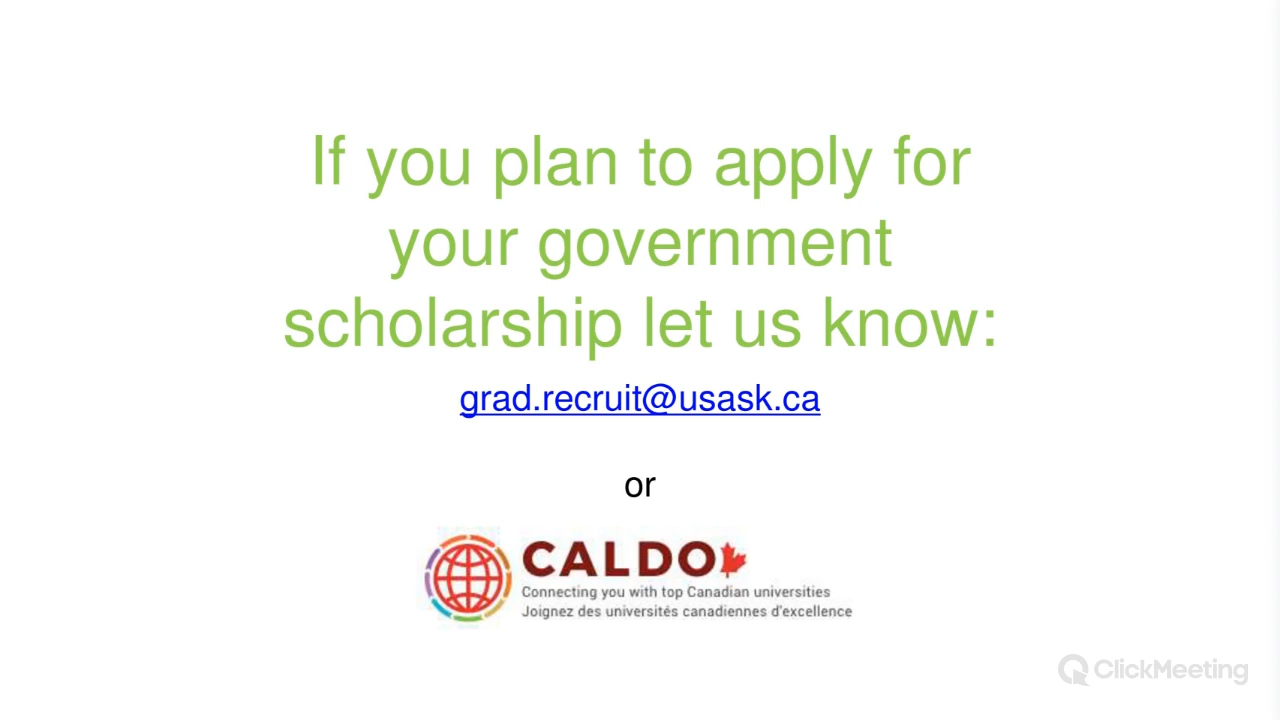 If you plan to apply for
your government
scholarship let us know:
grad.recruit@usask.ca
or
CALDO
Connecting you with top Canadian universities
Joignez des universités canadiennes d'excellence
ClickMeeting